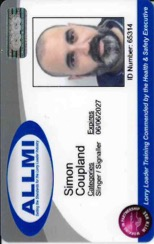 ALLMI
Simon
Coupland
Categories
Slinger / Signaller
Expires
06/06/2027
ID Number: 65314
Lorry Loader Training Commended by the Health & Safety Executive